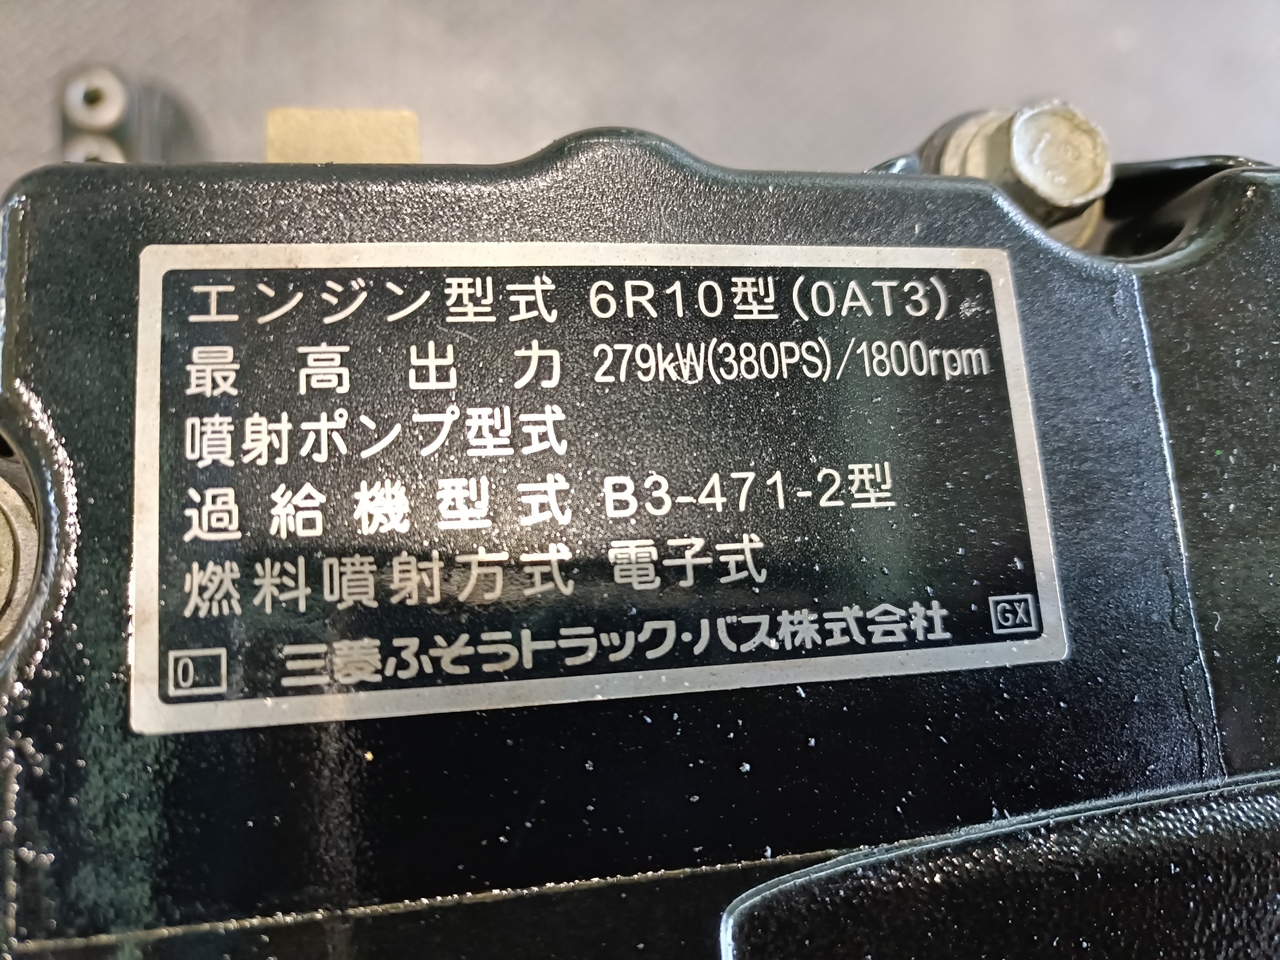 エンジン型式 6R10型(0AT3)
最高出力 279kW(380PS)/1800rpm
噴射ポンプ型式
過給機型式 B3-471-2型
燃料噴射方式 電子式
0 三菱ふそうトラック・バス株式会社 GX